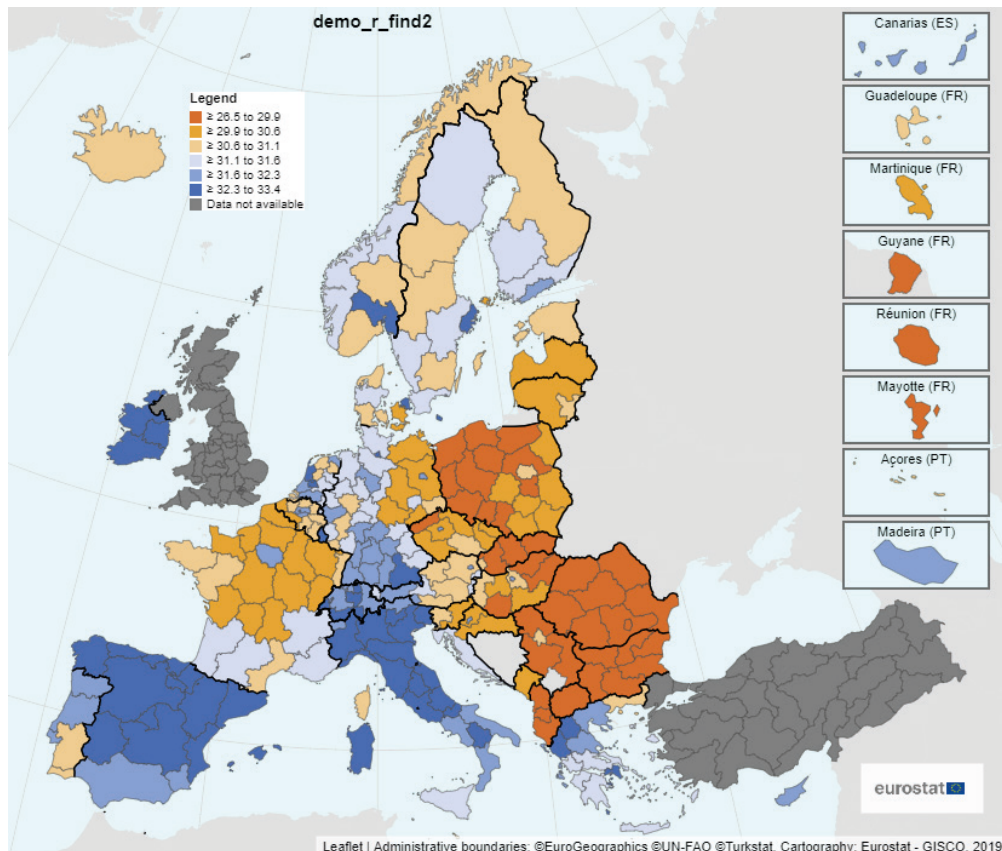 demo_r_find2
Legend
≥ 26.5 to 29.9
≥ 29.9 to 30.6
≥ 30.6 to 31.1
≥ 31.1 to 31.6
≥ 31.6 to 32.3
≥ 32.3 to 33.4
Data not available
Canarias (ES)
Guadeloupe (FR)
Martinique (FR)
Guyane (FR)
Réunion (FR)
Mayotte (FR)
Açores (PT)
Madeira (PT)
eurostat
Leaflet | Administrative boundaries: ©EuroGeographics ©UN-FAO ©Turkstat, Cartography: Eurostat - GISCO, 2019